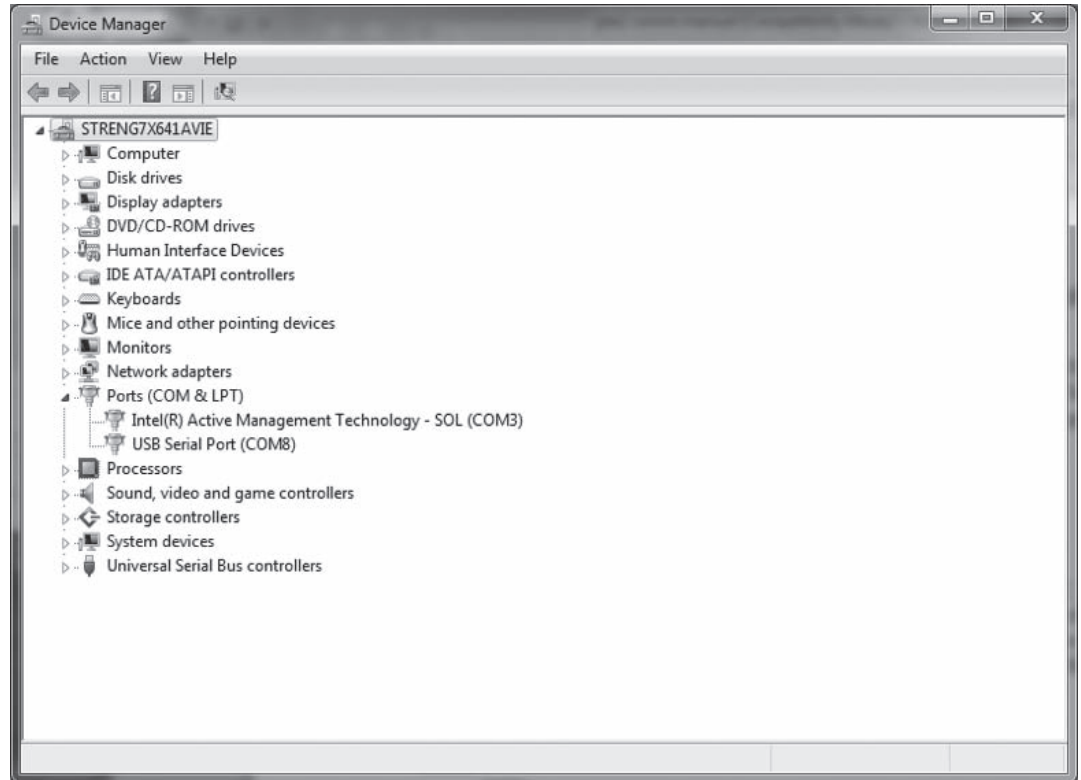 Device Manager
File Action View Help
STRENG7X641AVIE
Computer
Disk drives
Display adapters
DVD/CD-ROM drives
Human Interface Devices
IDE ATA/ATAPI controllers
Keyboards
Mice and other pointing devices
Monitors
Network adapters
Ports (COM & LPT)
Intel(R) Active Management Technology - SOL (COM3)
USB Serial Port (COM8)
Processors
Sound, video and game controllers
Storage controllers
System devices
Universal Serial Bus controllers